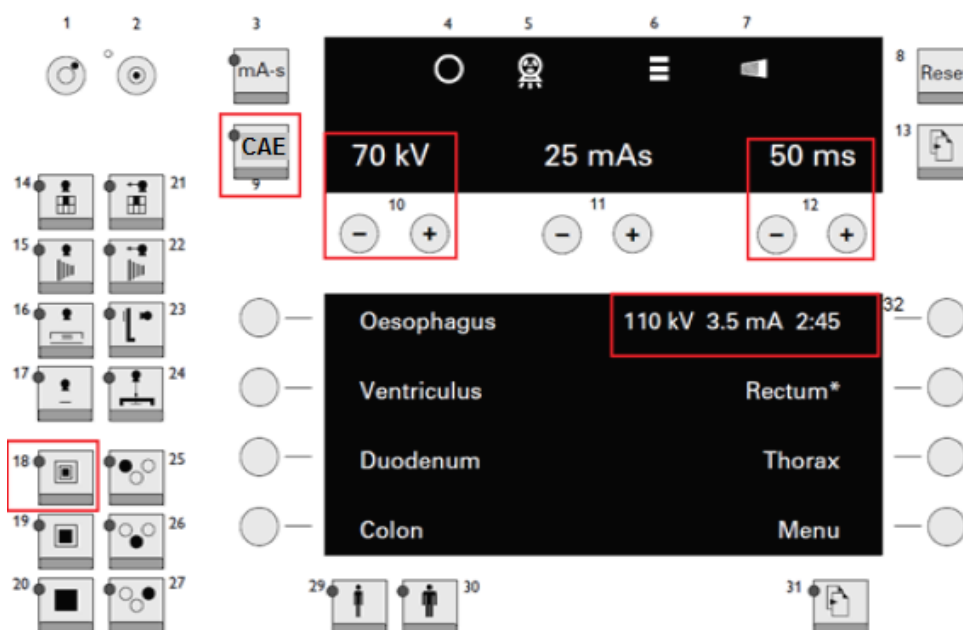 1 2 3 4 5 6 7
mA-s 8 Rese
CAE 70 kV 25 mAs 50 ms 13
9
14 21 10 11 12
− + − + − +
15 22
16 23 Oesophagus 110 kV 3.5 mA 2:45 32
17 24 Ventriculus Rectum*
18 25 Duodenum Thorax
19 26 Colon Menu
20 27 29 30 31